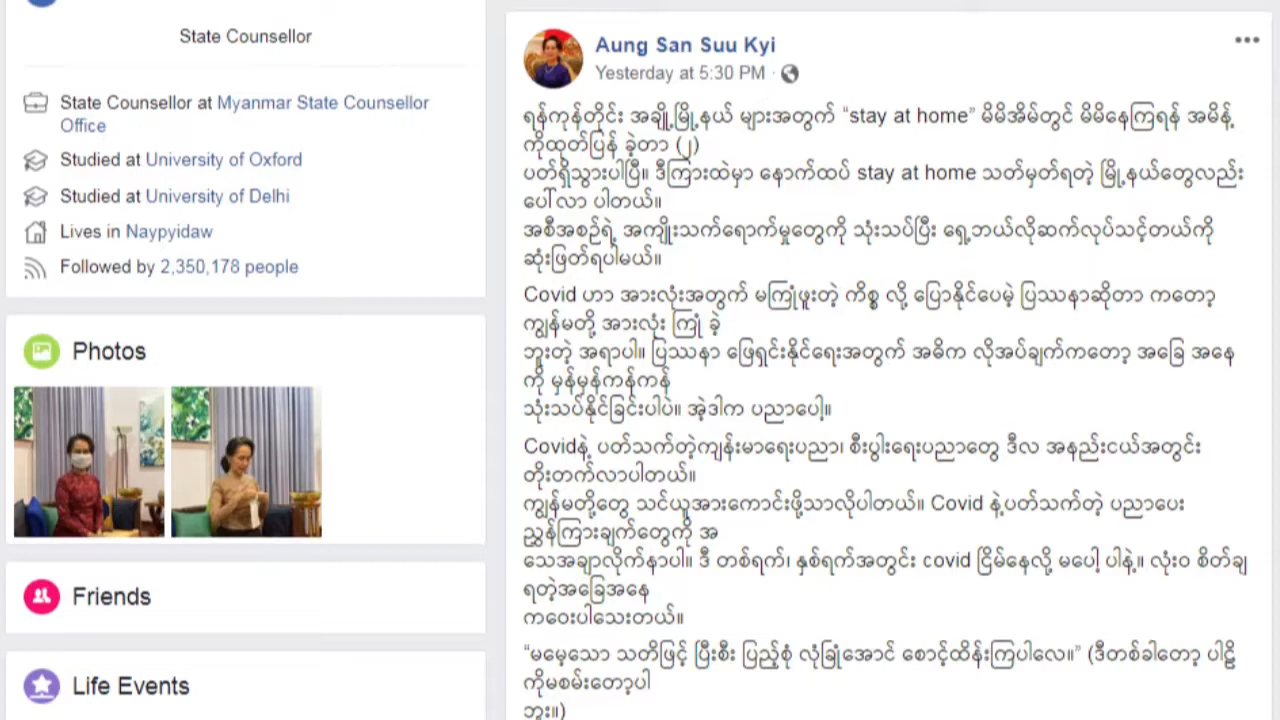 State Counsellor
State Counsellor at Myanmar State Counsellor
Office
Studied at University of Oxford
Studied at University of Delhi
Lives in Naypyidaw
Followed by 2,350,178 people
Photos
Friends
Life Events
Aung San Suu Kyi
Yesterday at 5:30 PM ·
ရန်ကုန်တိုင်း အချို့မြို့နယ် များအတွက် “stay at home” မိမိအိမ်တွင် မိမိနေကြရန် အမိန့်
ကိုထုတ်ပြန် ခဲ့တာ (၂)
ပတ်ရှိသွားပါပြီ။ ဒီကြားထဲမှာ နောက်ထပ် stay at home သတ်မှတ်ရတဲ့ မြို့နယ်တွေလည်း
ပေါ်လာ ပါတယ်။
အစီအစဉ်ရဲ့ အကျိုးသက်ရောက်မှုတွေကို သုံးသပ်ပြီး ရှေ့ဘယ်လိုဆက်လုပ်သင့်တယ်ကို
ဆုံးဖြတ်ရပါမယ်။
Covid ဟာ အားလုံးအတွက် မကြုံဖူးတဲ့ ကိစ္စ လို့ ပြောနိုင်ပေမဲ့ ပြဿနာဆိုတာ ကတော့
ကျွန်မတို့ အားလုံး ကြုံ ခဲ့
ဘူးတဲ့ အရာပါ။ ပြဿနာ ဖြေရှင်းနိုင်ရေးအတွက် အဓိက လိုအပ်ချက်ကတော့ အခြေ အနေ
ကို မှန်မှန်ကန်ကန်
သုံးသပ်နိုင်ခြင်းပါပဲ။ အဲ့ဒါက ပညာပေါ့။
Covidနဲ့ ပတ်သက်တဲ့ကျန်းမာရေးပညာ၊ စီးပွါးရေးပညာတွေ ဒီလ အနည်းငယ်အတွင်း
တိုးတက်လာပါတယ်။
ကျွန်မတို့တွေ သင်ယူအားကောင်းဖို့သာလိုပါတယ်။ Covid နဲ့ပတ်သက်တဲ့ ပညာပေး
ညွှန်ကြားချက်တွေကို အ
သေအချာလိုက်နာပါ။ ဒီ တစ်ရက်၊ နှစ်ရက်အတွင်း covid ငြိမ်နေလို့ မပေါ့ ပါနဲ့။ လုံးဝ စိတ်ချ
ရတဲ့အခြေအနေ
ကဝေးပါသေးတယ်။
“မမေ့သော သတိဖြင့် ပြီးစီး ပြည့်စုံ လုံခြုံအောင် စောင့်ထိန်းကြပါလေ။” (ဒီတစ်ခါတော့ ပါဠိ
ကိုမစမ်းတော့ပါ
ဘူး။)